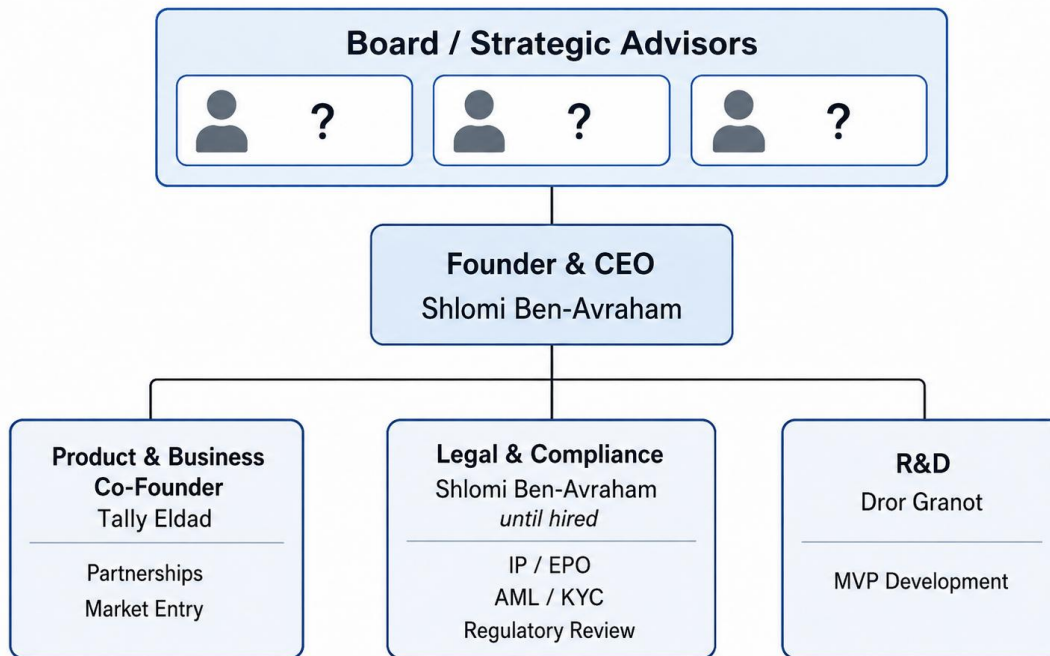 Board / Strategic Advisors
?
?
?
Founder & CEO
Shlomi Ben-Avraham
Product & Business
Co-Founder
Tally Eldad
Partnerships
Market Entry
Legal & Compliance
Shlomi Ben-Avraham
until hired
IP / EPO
AML / KYC
Regulatory Review
R&D
Dror Granot
MVP Development